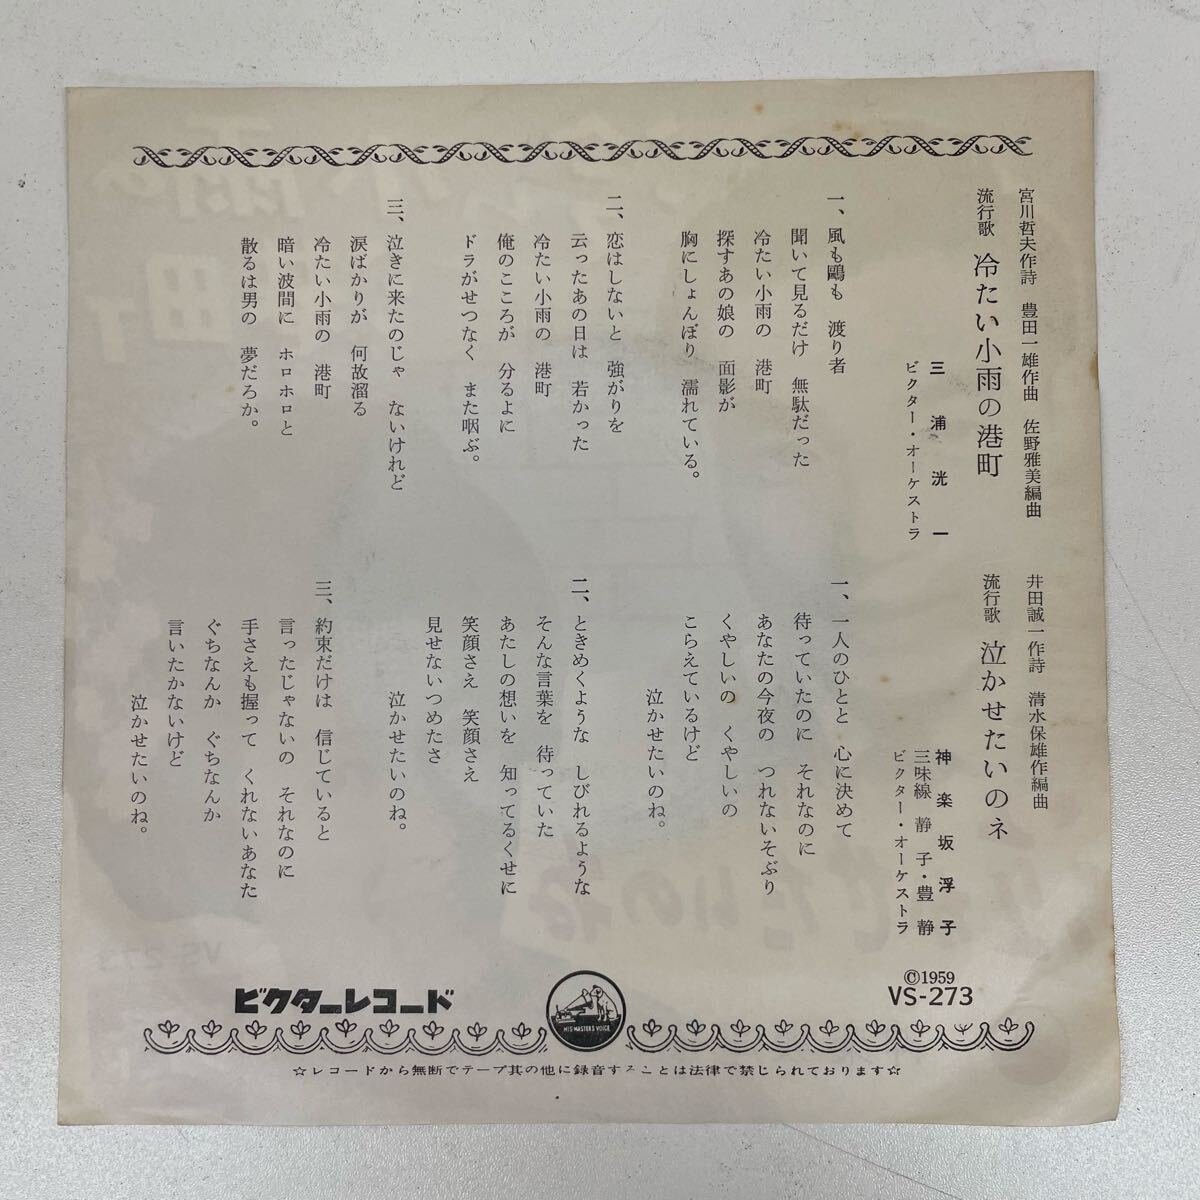 宮川哲夫作詩　豊田一雄作曲　佐野雅美編曲
流行歌　冷たい小雨の港町
三浦洸一
ビクター・オーケストラ
一、風も鷗も　渡り者
聞いて見るだけ　無駄だった
冷たい小雨の　港町
探すあの娘の　面影が
胸にしょんぼり　濡れている。
二、恋はしないと　強がりを
云ったあの日は　若かった
冷たい小雨の　港町
俺のこころが　分るよに
ドラがせつなく　また咽ぶ。
三、泣きに来たのじゃ　ないけれど
涙ばかりが　何故溜る
冷たい小雨の　港町
暗い波間に　ホロホロと
散るは男の　夢だろか。
井田誠一作詩　清水保雄作編曲
流行歌　泣かせたいのネ
神楽坂浮子
三味線　静子・豊静
ビクター・オーケストラ
一、一人のひとと　心に決めて
待っていたのに　それなのに
あなたの今夜の　つれないそぶり
くやしいの　くやしいの
こらえているけど
泣かせたいのね。
二、ときめくような　しびれるような
そんな言葉を　待っていた
あたしの想いを　知ってるくせに
笑顔さえ　笑顔さえ
見せないつめたさ
泣かせたいのね。
三、約束だけは　信じていると
言ったじゃないの　それなのに
手さえも握って　くれないあなた
ぐちなんか　ぐちなんか
言いたかないけど
泣かせたいのね。
©1959
VS-273
ビクターレコード
HIS MASTER'S VOICE
☆レコードから無断でテープ其の他に録音することは法律で禁じられております☆